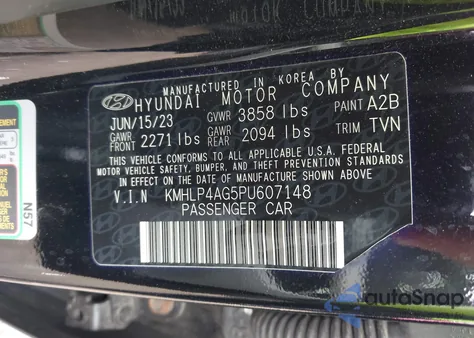 MANUFACTURED IN KOREA BY
HYUNDAI MOTOR COMPANY
JUN/15/23 GVWR 3858 lbs PAINT A2B
GAWR FRONT 2271 lbs GAWR REAR 2094 lbs TRIM TVN
THIS VEHICLE CONFORMS TO ALL APPLICABLE U.S.A. FEDERAL
MOTOR VEHICLE SAFETY, BUMPER, AND THEFT PREVENTION STANDARDS
IN EFFECT ON THE DATE OF MANUFACTURE SHOWN ABOVE
V.I.N KMHLP4AG5PU607148
PASSENGER CAR
N57
autoSnap